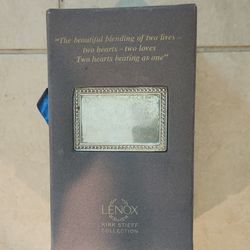 "The beautiful blending of two lives –
two hearts – two loves
Two hearts beating as one"
LENOX
KIRK STIEFF
COLLECTION